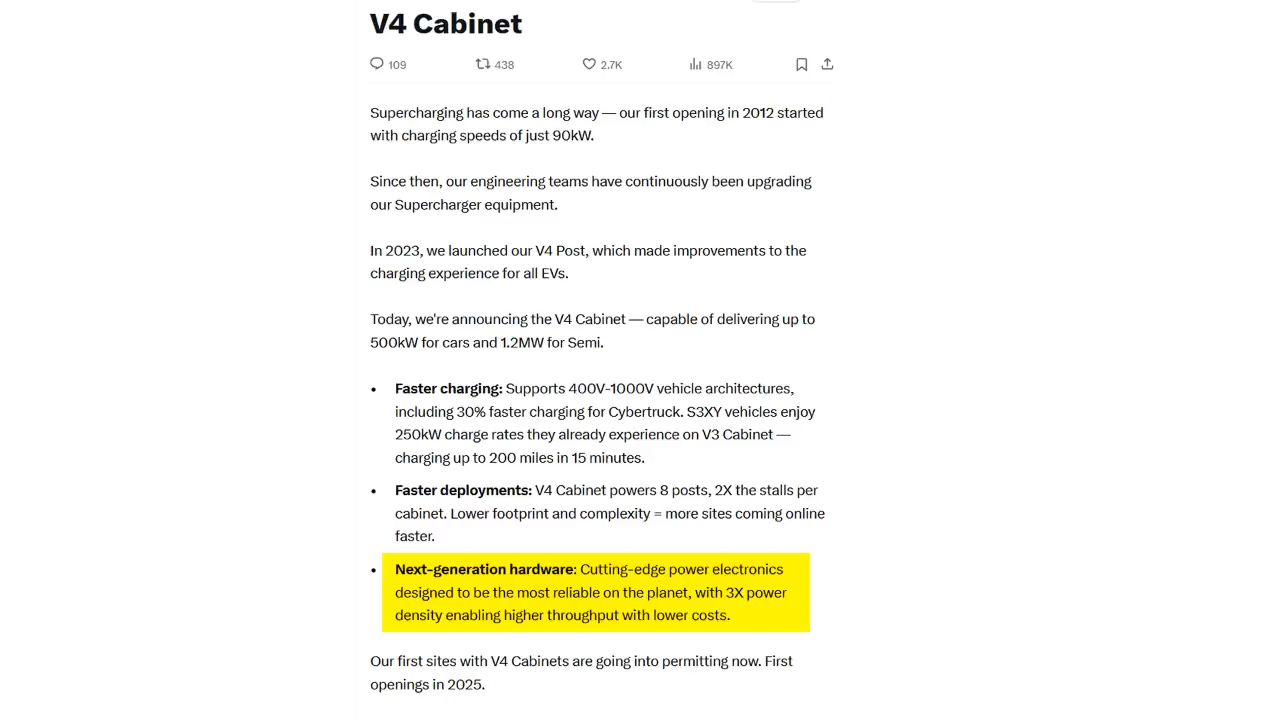 V4 Cabinet
109 438 2.7K 897K
Supercharging has come a long way — our first opening in 2012 started
with charging speeds of just 90kW.
Since then, our engineering teams have continuously been upgrading
our Supercharger equipment.
In 2023, we launched our V4 Post, which made improvements to the
charging experience for all EVs.
Today, we're announcing the V4 Cabinet — capable of delivering up to
500kW for cars and 1.2MW for Semi.
• Faster charging: Supports 400V-1000V vehicle architectures,
including 30% faster charging for Cybertruck. S3XY vehicles enjoy
250kW charge rates they already experience on V3 Cabinet —
charging up to 200 miles in 15 minutes.
• Faster deployments: V4 Cabinet powers 8 posts, 2X the stalls per
cabinet. Lower footprint and complexity = more sites coming online
faster.
• Next-generation hardware: Cutting-edge power electronics
designed to be the most reliable on the planet, with 3X power
density enabling higher throughput with lower costs.
Our first sites with V4 Cabinets are going into permitting now. First
openings in 2025.